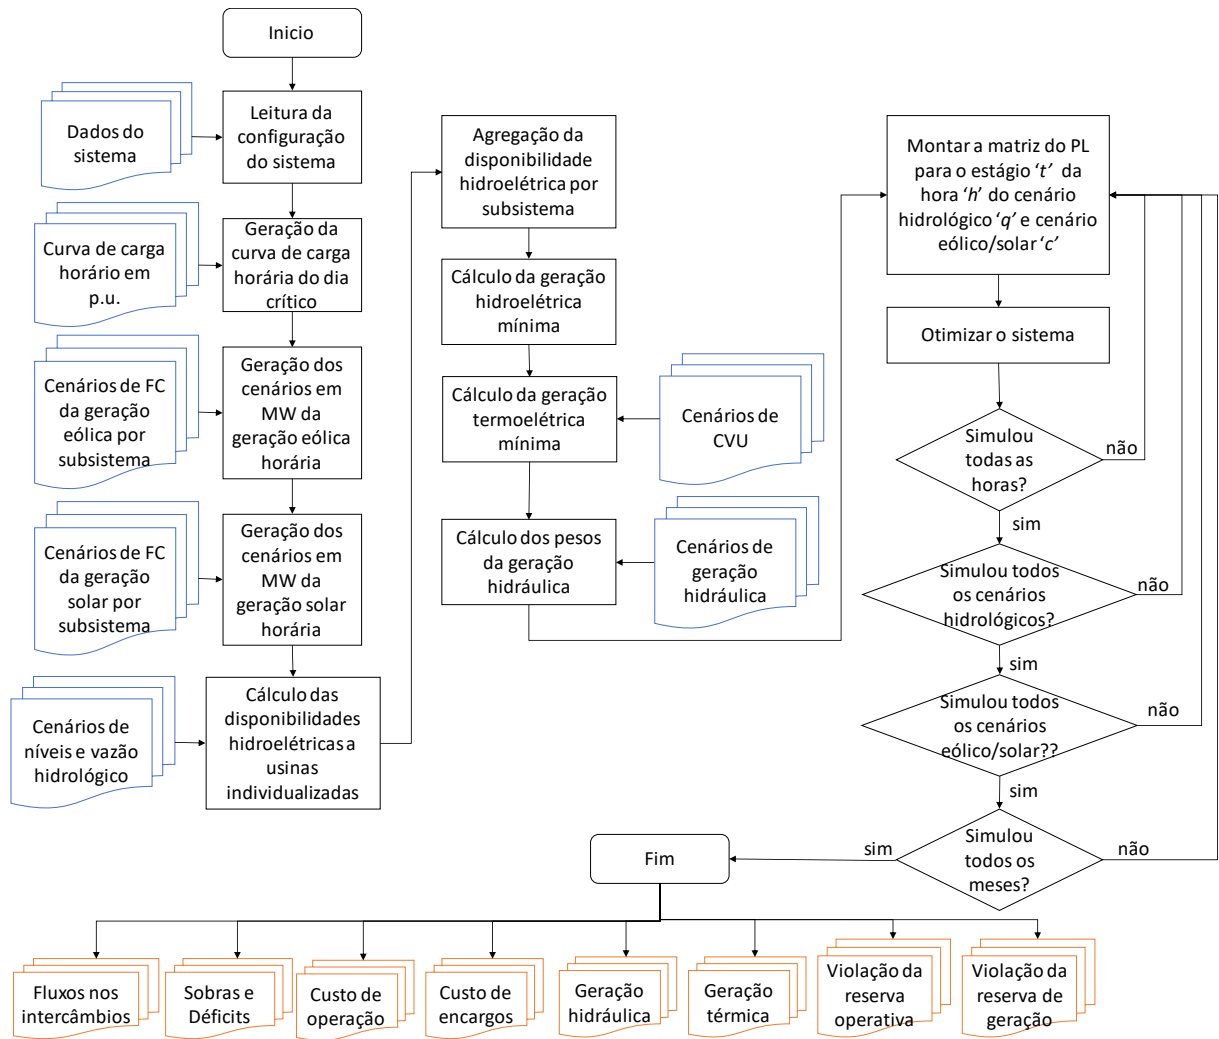 Inicio
Dados do
sistema
Leitura da
configuração
do sistema
Curva de carga
horário em
p.u.
Geração da
curva de carga
horária do dia
crítico
Cenários de FC
da geração
eólica por
subsistema
Geração dos
cenários em
MW da
geração eólica
horária
Cenários de FC
da geração
solar por
subsistema
Geração dos
cenários em
MW da
geração solar
horária
Cenários de
níveis e vazão
hidrológico
Cálculo das
disponibilidades
hidroelétricas a
usinas
individualizadas
Agregação da
disponibilidade
hidroelétrica por
subsistema
Cálculo da geração
hidroelétrica
mínima
Cálculo da geração
termoelétrica
mínima
Cenários de
CVU
Cálculo dos pesos
da geração
hidráulica
Cenários de
geração
hidráulica
Montar a matriz do PL
para o estágio ‘t’ da
hora ‘h’ do cenário
hidrológico ‘q’ e cenário
eólico/solar ‘c’
Otimizar o sistema
Simulou
todas as
horas?
não
sim
Simulou todos
os cenários
hidrológicos?
não
sim
Simulou todos
os cenários
eólico/solar??
não
sim
Simulou
todos os
meses?
não
sim
Fim
Fluxos nos
intercâmbios
Sobras e
Déficits
Custo de
operação
Custo de
encargos
Geração
hidráulica
Geração
térmica
Violação da
reserva
operativa
Violação da
reserva de
geração